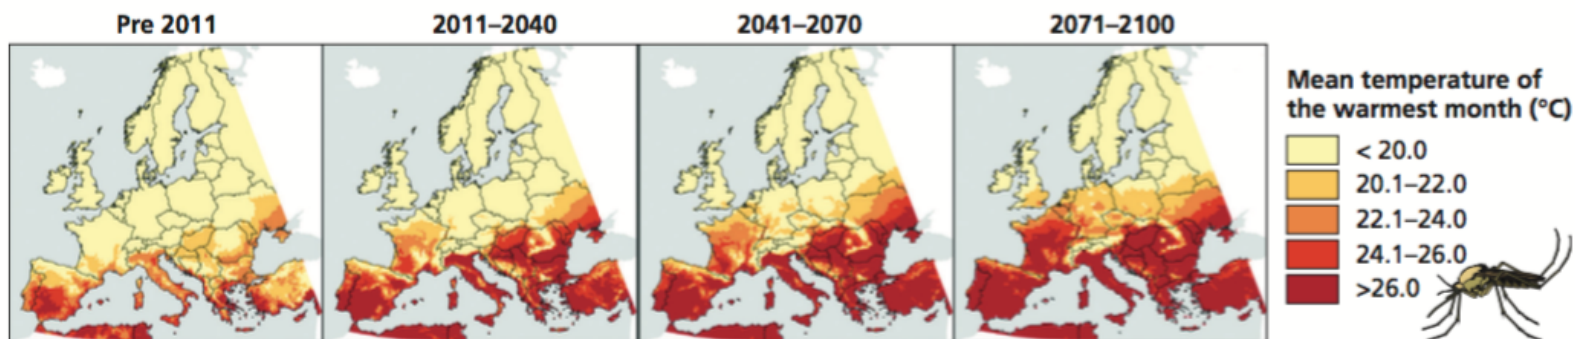 Pre 2011
2011–2040
2041–2070
2071–2100
Mean temperature of
the warmest month (°C)
< 20.0
20.1–22.0
22.1–24.0
24.1–26.0
>26.0